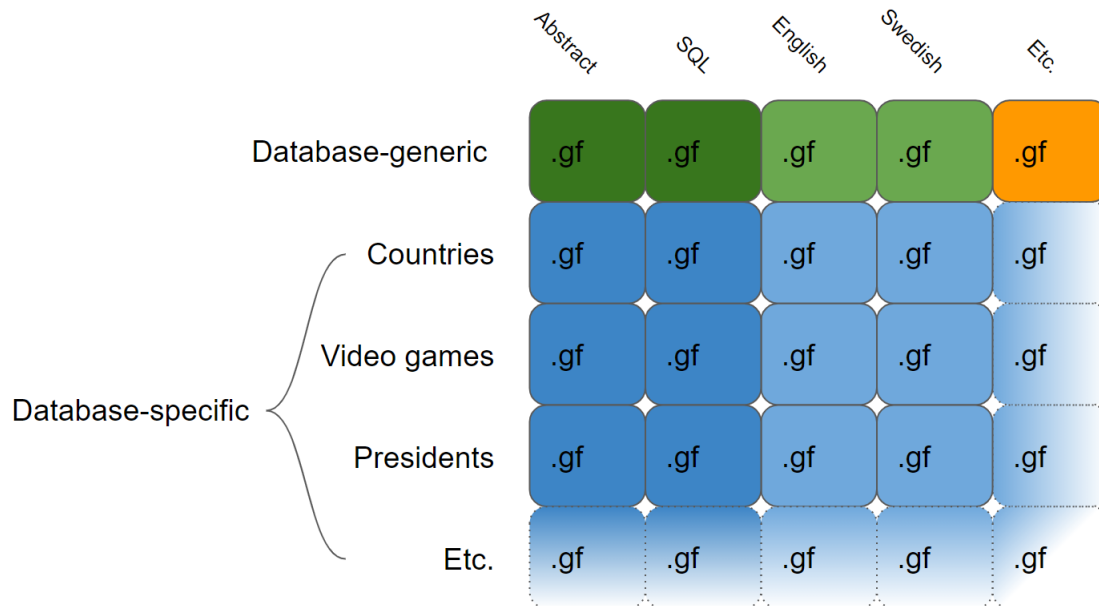 Abstract SQL English Swedish Etc.
Database-generic .gf .gf .gf .gf .gf
Countries .gf .gf .gf .gf .gf
Video games .gf .gf .gf .gf .gf
Database-specific
Presidents .gf .gf .gf .gf .gf
Etc. .gf .gf .gf .gf .gf